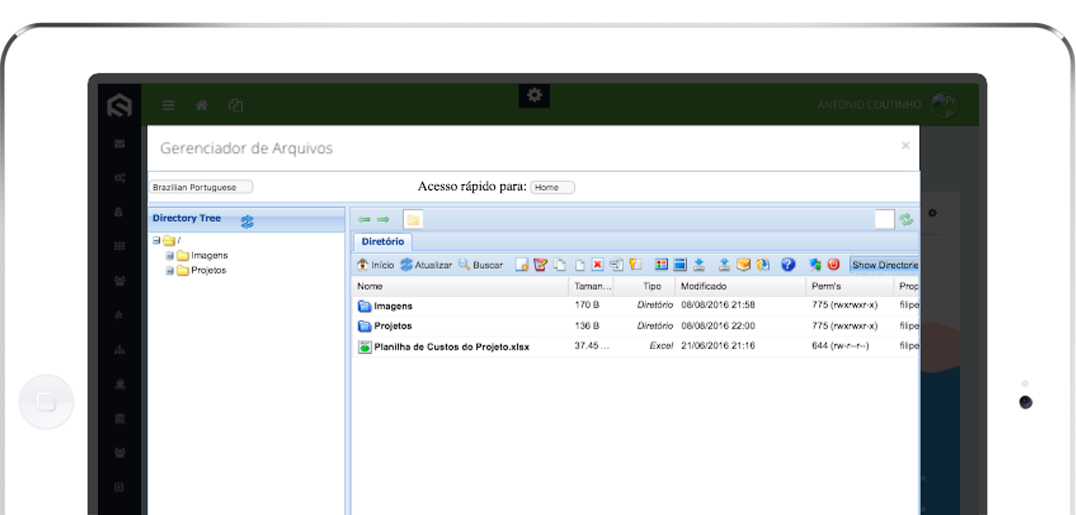 ANTONIO COUTINHO
Gerenciador de Arquivos
×
Brazilian Portuguese
Acesso rápido para: Home
Directory Tree
/
Imagens
Projetos
Diretório
Início Atualizar Buscar Show Directorie
Nome Taman... Tipo Modificado Perm's Prop
Imagens 170 B Diretório 08/08/2016 21:58 775 (rwxrwxr-x) filipe
Projetos 136 B Diretório 08/08/2016 22:00 775 (rwxrwxr-x) filipe
Planilha de Custos do Projeto.xlsx 37.45 ... Excel 21/06/2016 21:16 644 (rw-r--r--) filipe